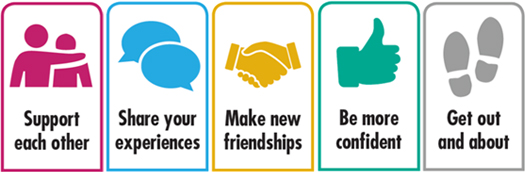 Support
each other
Share your
experiences
Make new
friendships
Be more
confident
Get out
and about